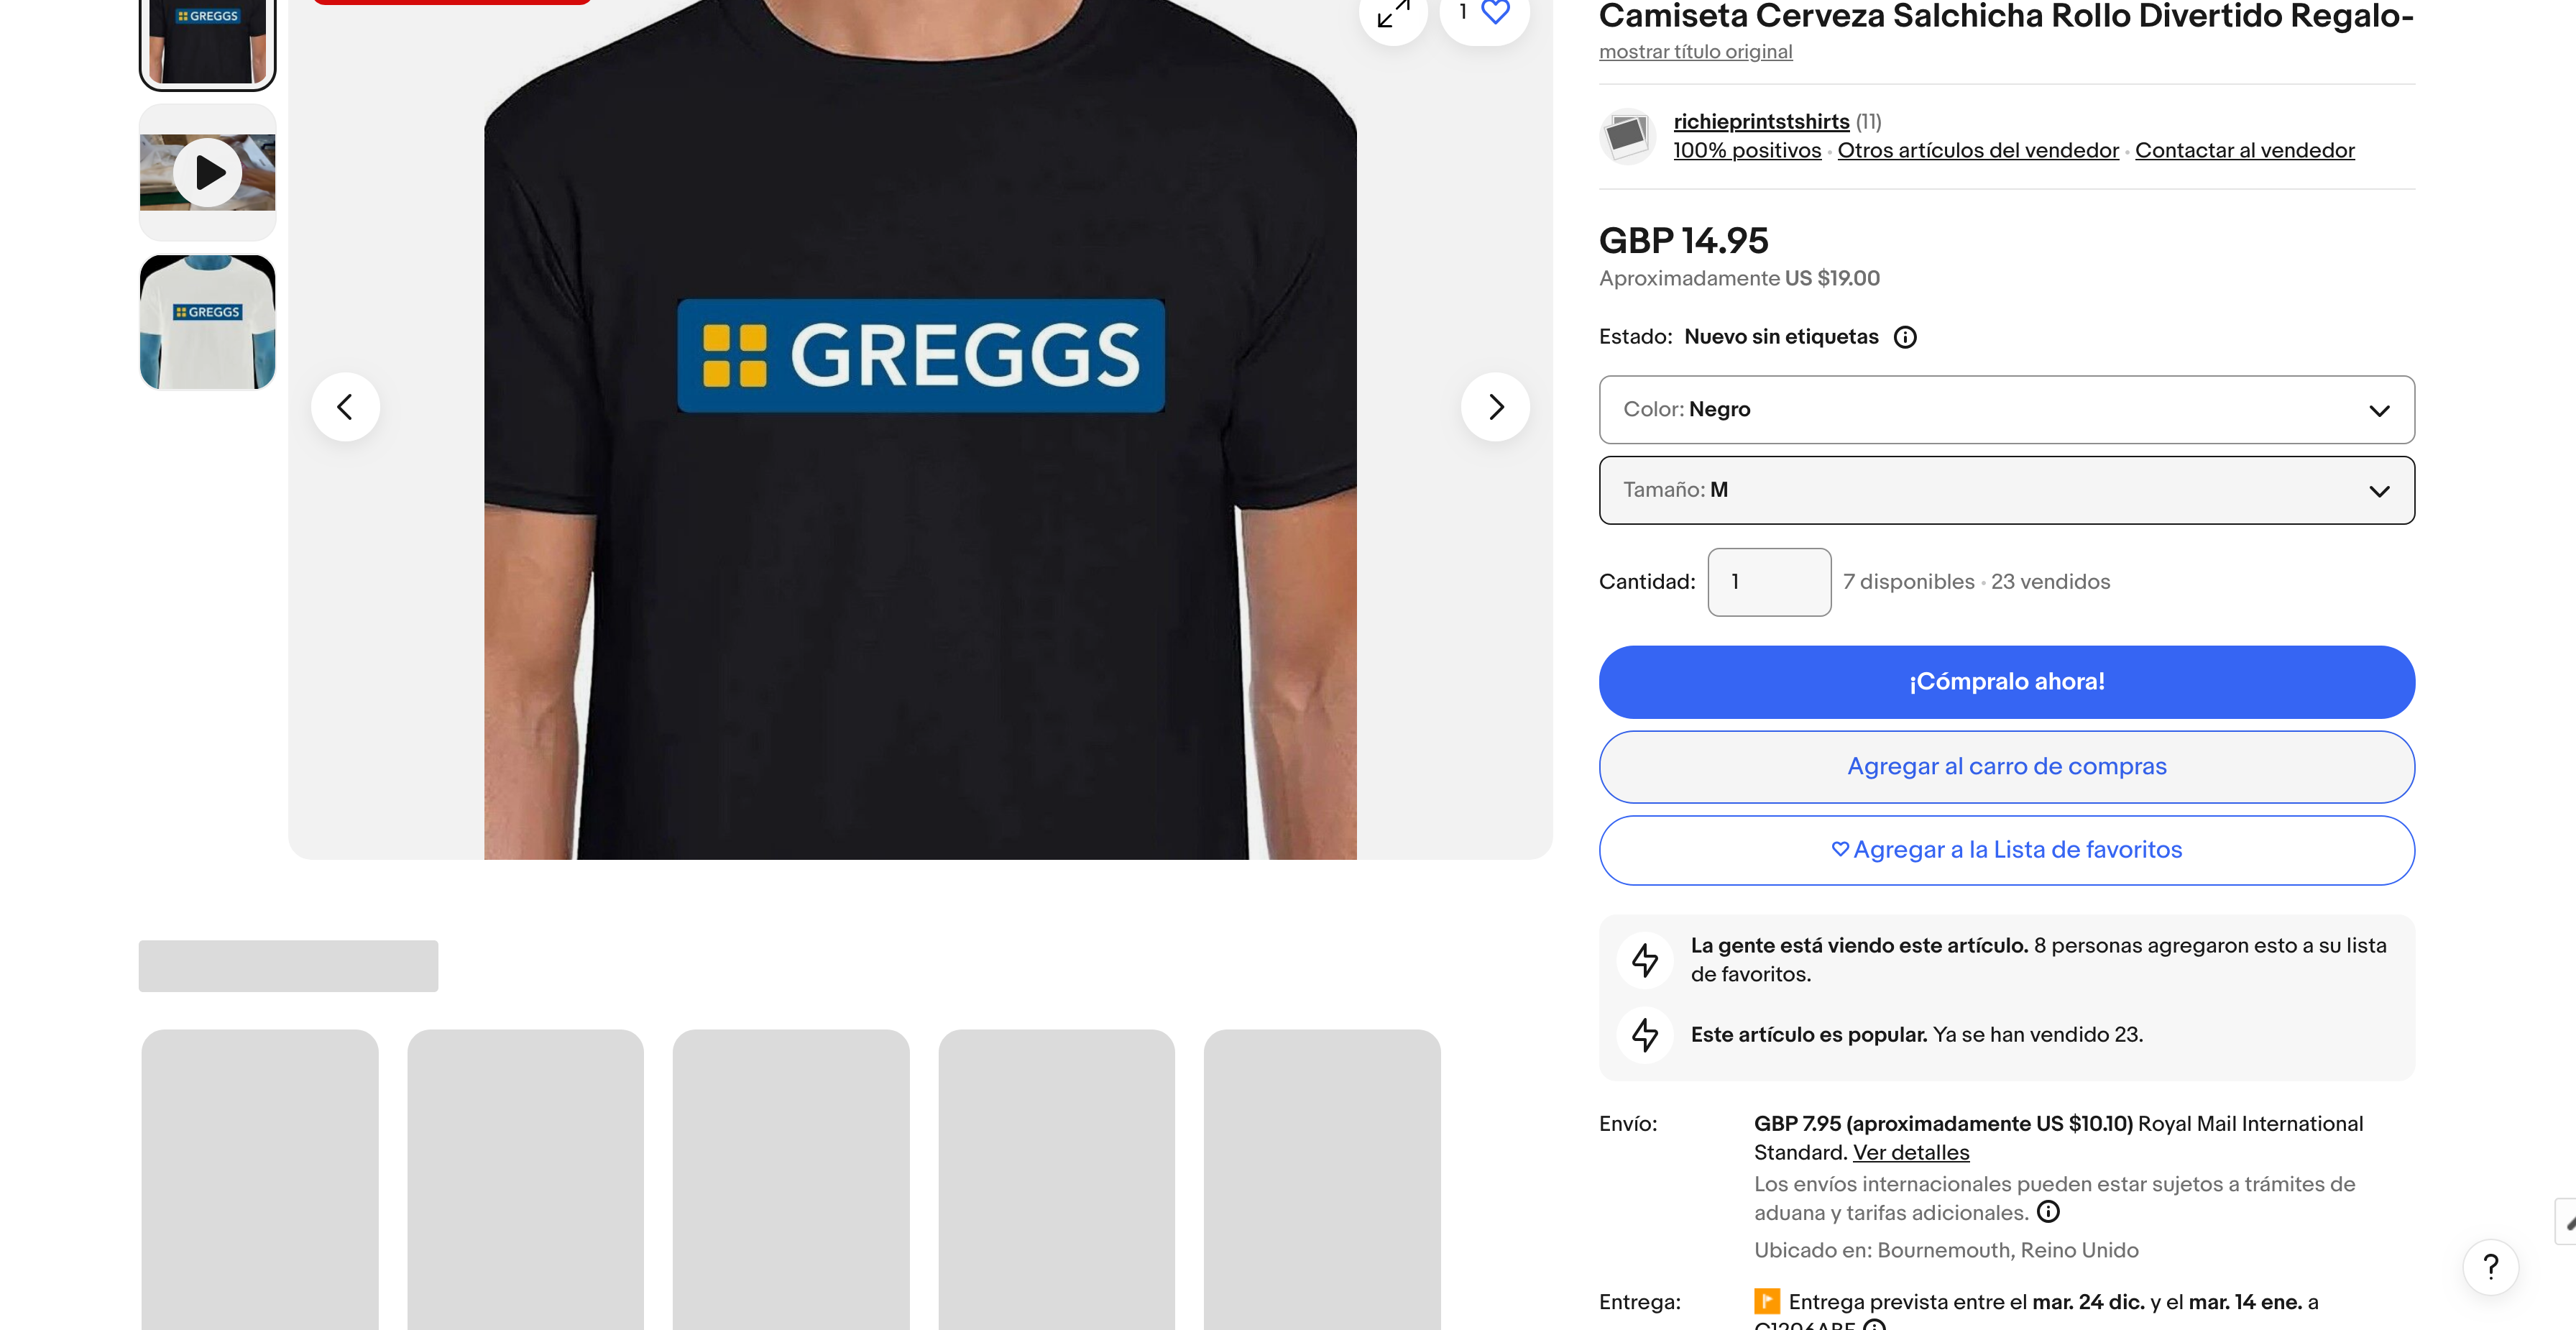 GREGGS
GREGGS
GREGGS
1
Camiseta Cerveza Salchicha Rollo Divertido Regalo-
mostrar título original
richieprintstshirts (11)
100% positivos · Otros artículos del vendedor · Contactar al vendedor
GBP 14.95
Aproximadamente US $19.00
Estado: Nuevo sin etiquetas
Color: Negro
Tamaño: M
Cantidad: 1 7 disponibles · 23 vendidos
¡Cómpralo ahora!
Agregar al carro de compras
Agregar a la Lista de favoritos
La gente está viendo este artículo. 8 personas agregaron esto a su lista
de favoritos.
Este artículo es popular. Ya se han vendido 23.
Envío: GBP 7.95 (aproximadamente US $10.10) Royal Mail International
Standard. Ver detalles
Los envíos internacionales pueden estar sujetos a trámites de
aduana y tarifas adicionales.
Ubicado en: Bournemouth, Reino Unido
?
Entrega: Entrega prevista entre el mar. 24 dic. y el mar. 14 ene. a